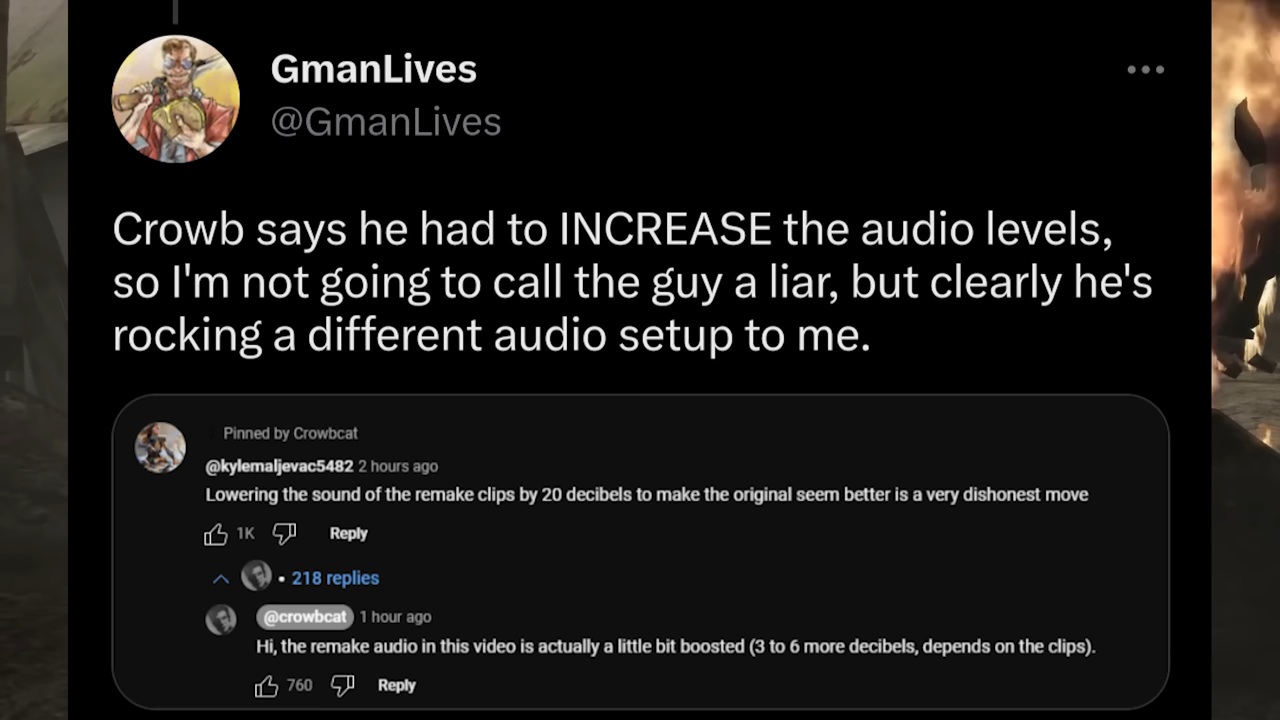 GmanLives
@GmanLives
Crowb says he had to INCREASE the audio levels,
so I'm not going to call the guy a liar, but clearly he's
rocking a different audio setup to me.
Pinned by Crowbcat
@kylemaljevac5482 2 hours ago
Lowering the sound of the remake clips by 20 decibels to make the original seem better is a very dishonest move
1K Reply
• 218 replies
@crowbcat 1 hour ago
Hi, the remake audio in this video is actually a little bit boosted (3 to 6 more decibels, depends on the clips).
760 Reply